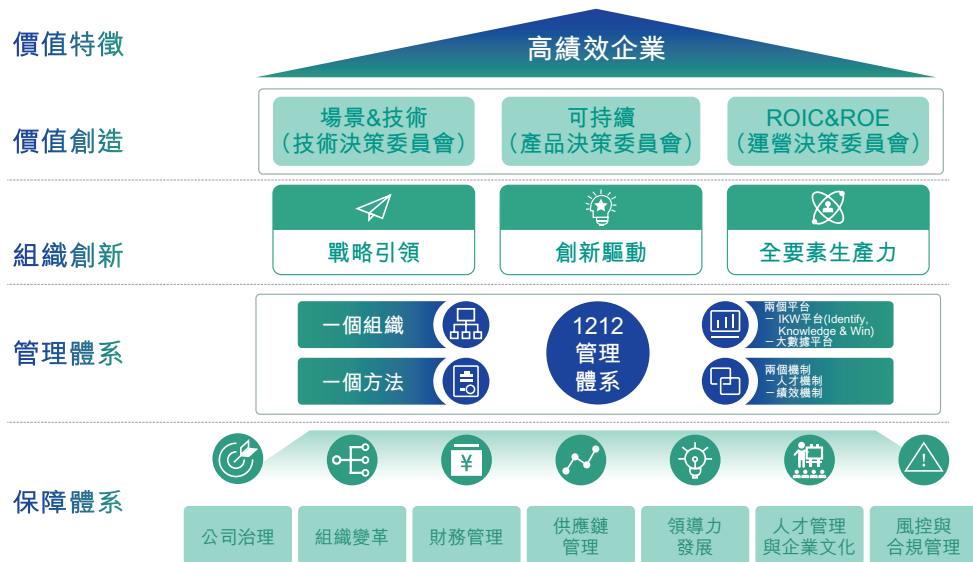 價值特徵
高績效企業
價值創造
場景&技術
（技術決策委員會）
可持續
（產品決策委員會）
ROIC&ROE
（運營決策委員會）
組織創新
戰略引領
創新驅動
全要素生產力
管理體系
一個組織
一個方法
1212
管理
體系
兩個平台
－ IKW平台(Identify,
Knowledge & Win)
－大數據平台
兩個機制
－人才機制
－績效機制
保障體系
¥
!
公司治理
組織變革
財務管理
供應鏈
管理
領導力
發展
人才管理
與企業文化
風控與
合規管理